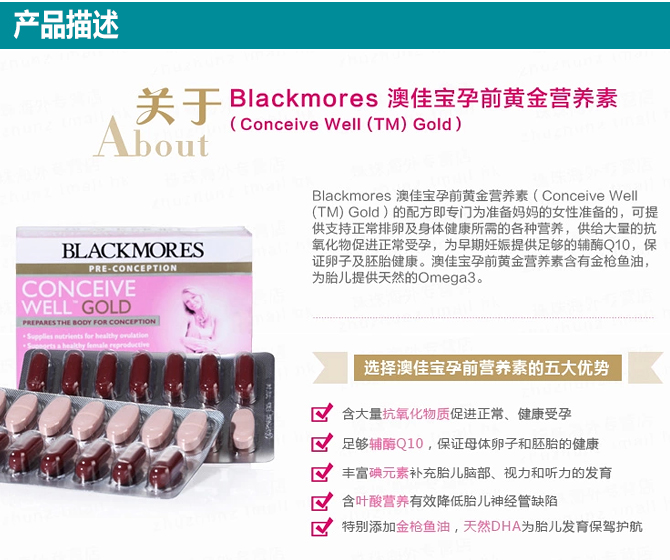 产品描述
关于
About
Blackmores 澳佳宝孕前黄金营养素
（Conceive Well (TM) Gold）
Blackmores 澳佳宝孕前黄金营养素（Conceive Well
(TM) Gold）的配方即专门为准备妈妈的女性准备的，可提
供支持正常排卵及身体健康所需的各种营养，供给大量的抗
氧化物促进正常受孕，为早期妊娠提供足够的辅酶Q10，保
证卵子及胚胎健康。澳佳宝孕前黄金营养素含有金枪鱼油，
为胎儿提供天然的Omega3。
BLACKMORES
PRE-CONCEPTION
CONCEIVE
WELL™ GOLD
PREPARES THE BODY FOR CONCEPTION
• Supplies nutrients for healthy ovulation
• Supports a healthy female reproductive
选择澳佳宝孕前营养素的五大优势
含大量抗氧化物质促进正常、健康受孕
足够辅酶Q10，保证母体卵子和胚胎的健康
丰富碘元素补充胎儿脑部、视力和听力的发育
含叶酸营养有效降低胎儿神经管缺陷
特别添加金枪鱼油，天然DHA为胎儿发育保驾护航